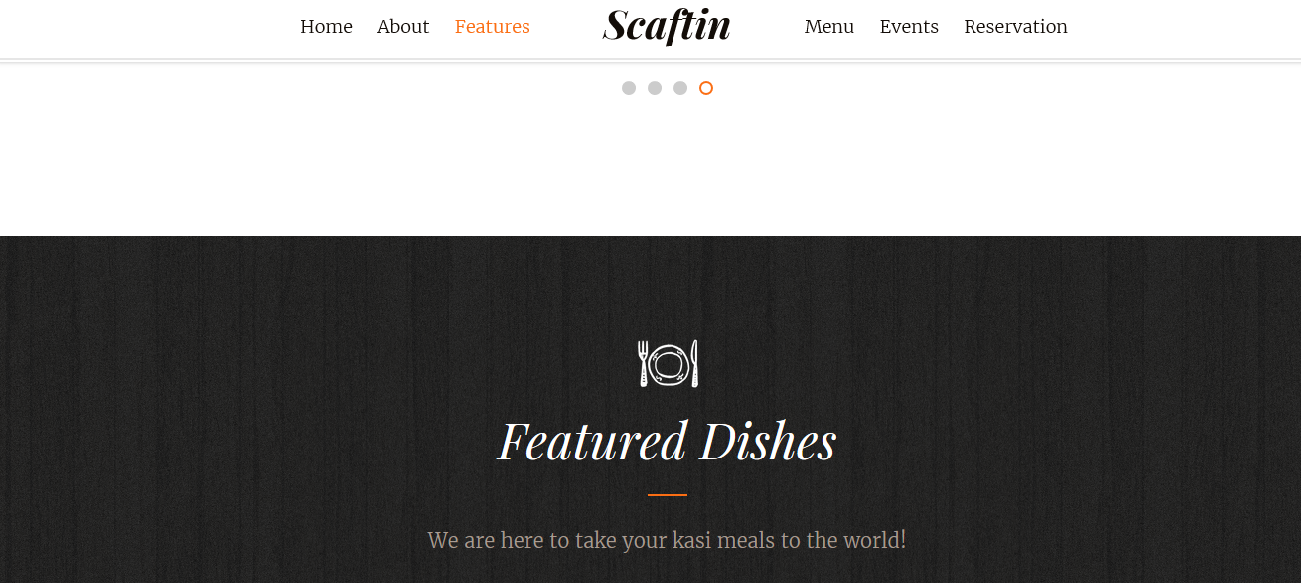 Home About Features Scaftin Menu Events Reservation
Featured Dishes
We are here to take your kasi meals to the world!